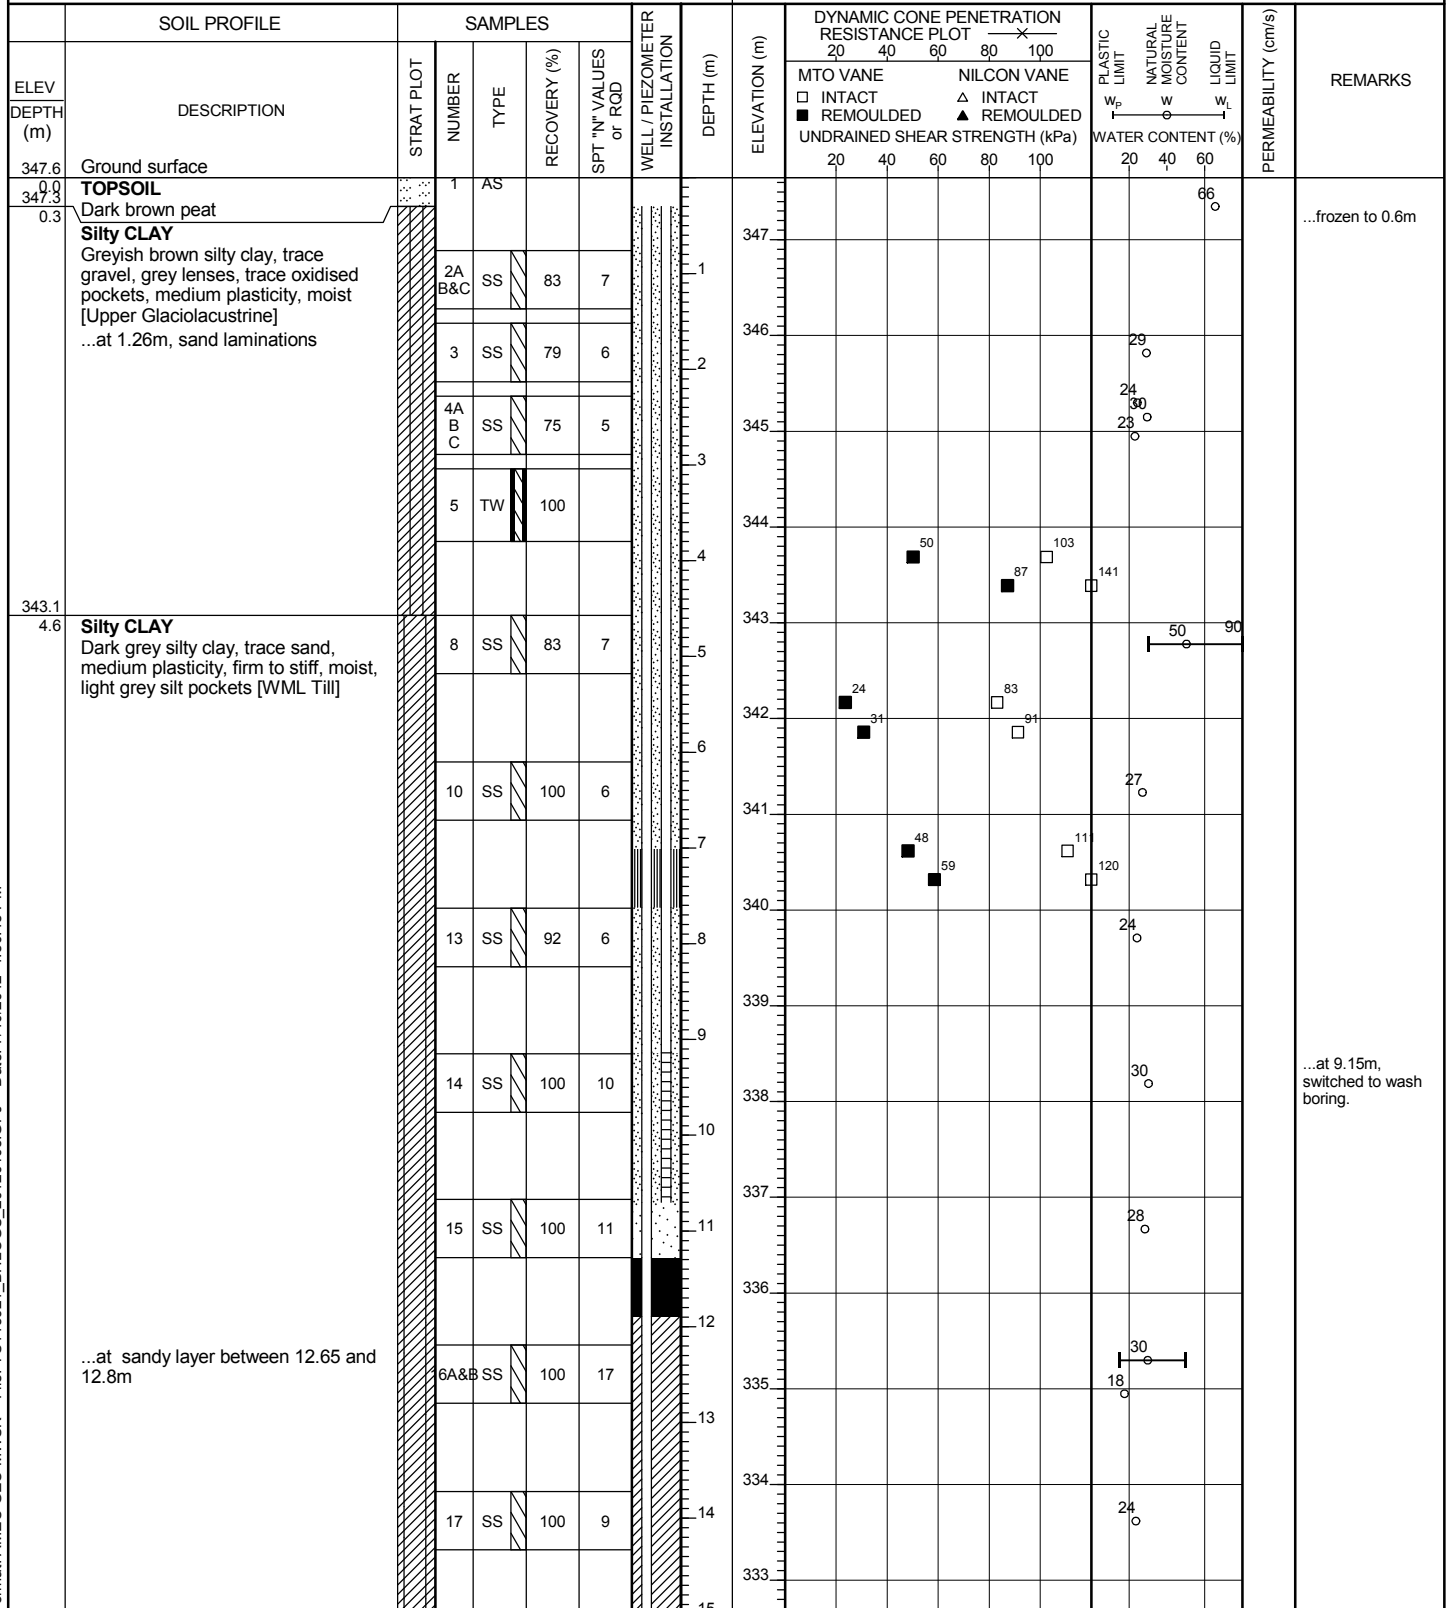 SOIL PROFILE
SAMPLES
ELEV
DEPTH
(m)
DESCRIPTION
STRAT PLOT
NUMBER
TYPE
RECOVERY (%)
SPT "N" VALUES
or RQD
WELL / PIEZOMETER
INSTALLATION
DEPTH (m)
ELEVATION (m)
DYNAMIC CONE PENETRATION
RESISTANCE PLOT
20 40 60 80 100
MTO VANE NILCON VANE
INTACT INTACT
REMOULDED REMOULDED
UNDRAINED SHEAR STRENGTH (kPa)
20 40 60 80 100
PLASTIC
LIMIT
NATURAL
MOISTURE
CONTENT
LIQUID
LIMIT
WP W WL
WATER CONTENT (%)
20 40 60
PERMEABILITY (cm/s)
REMARKS
347.6 Ground surface
0.0 TOPSOIL
347.3 Dark brown peat
0.3
Silty CLAY
Greyish brown silty clay, trace
gravel, grey lenses, trace oxidised
pockets, medium plasticity, moist
[Upper Glaciolacustrine]
...at 1.26m, sand laminations
343.1
4.6 Silty CLAY
Dark grey silty clay, trace sand,
medium plasticity, firm to stiff, moist,
light grey silt pockets [WML Till]
...at sandy layer between 12.65 and
12.8m
1 AS
2A
B&C SS 83 7
3 SS 79 6
4A
B SS 75 5
C
5 TW 100
8 SS 83 7
10 SS 100 6
13 SS 92 6
14 SS 100 10
15 SS 100 11
6A&B SS 100 17
17 SS 100 9
1
2
3
4
5
6
7
8
9
10
11
12
13
14
15
347
346
345
344
343
342
341
340
339
338
337
336
335
334
333
50 103
87 141
24 83
31 91
48 111
59 120
66
29
24
30
23
50 90
27
24
30
28
30
18
24
...frozen to 0.6m
...at 9.15m,
switched to wash
boring.